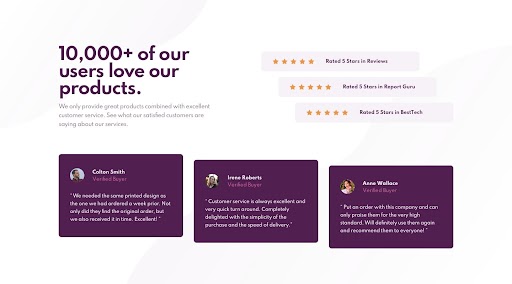 10,000+ of our
users love our
products.
We only provide great products combined with excellent
customer service. See what our satisfied customers are
saying about our services.
Rated 5 Stars in Reviews
Rated 5 Stars in Report Guru
Rated 5 Stars in BestTech
Colton Smith
Verified Buyer
" We needed the same printed design as
the one we had ordered a week prior. Not
only did they find the original order, but
we also received it in time. Excellent! "
Irene Roberts
Verified Buyer
" Customer service is always excellent and
very quick turn around. Completely
delighted with the simplicity of the
purchase and the speed of delivery. "
Anne Wallace
Verified Buyer
" Put an order with this company and can
only praise them for the very high
standard. Will definitely use them again
and recommend them to everyone! "